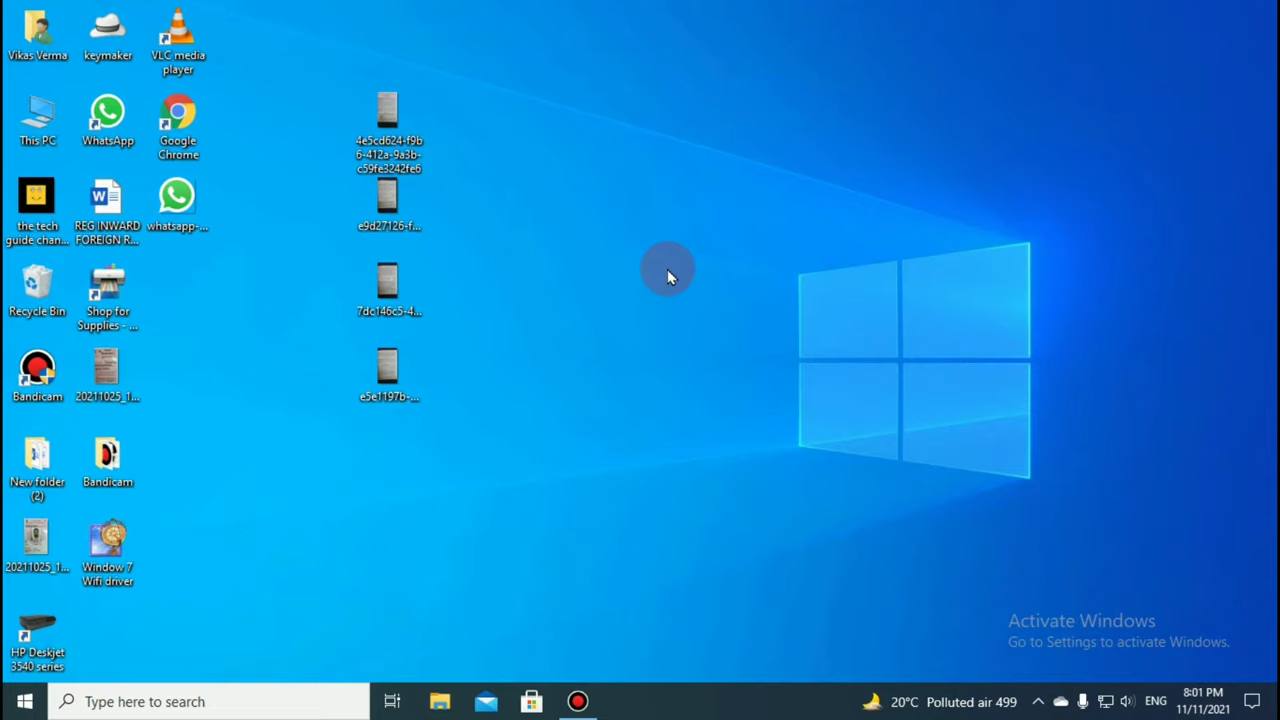 Vikas Verma
keymaker
VLC media
player
This PC
WhatsApp
Google
Chrome
the tech
guide chan...
REG INWARD
FOREIGN R...
whatsapp-...
Recycle Bin
Shop for
Supplies - ...
Bandicam
20211025_1...
New folder
(2)
Bandicam
20211025_1...
Window 7
Wifi driver
HP Deskjet
3540 series
4e5cd624-f9b
6-412a-9a3b-
c59fe3242fe6
e9d27126-f...
7dc146c5-4...
e5e1197b-...
Activate Windows
Go to Settings to activate Windows.
Type here to search
20°C Polluted air 499
ENG
8:01 PM
11/11/2021